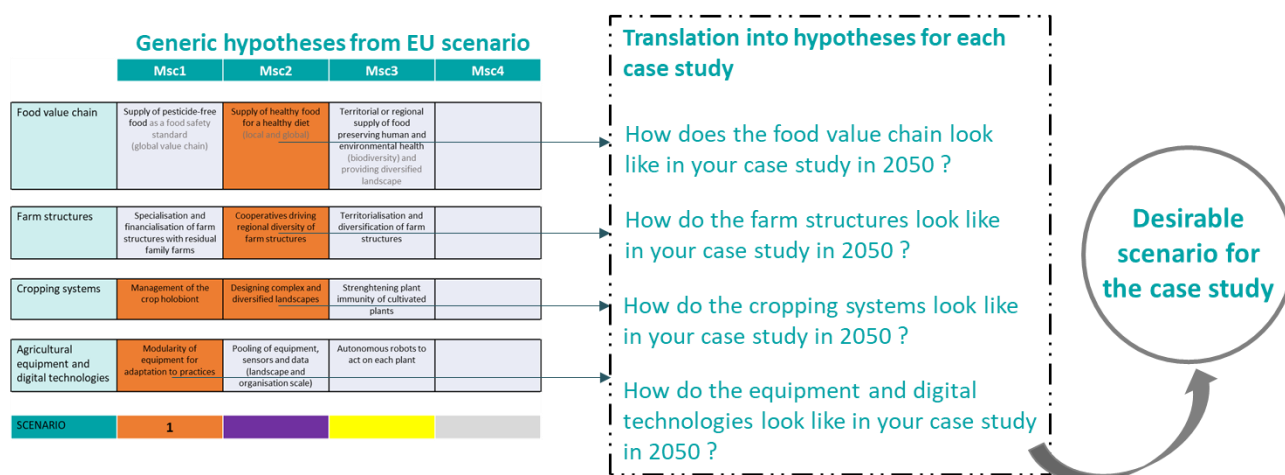 Generic hypotheses from EU scenario
Msc1 Msc2 Msc3 Msc4
Food value chain
Supply of pesticide-free
food as a food safety
standard
(global value chain)
Supply of healthy food
for a healthy diet
(local and global)
Territorial or regional
supply of food
preserving human and
environmental health
(biodiversity) and
providing diversified
landscape
Farm structures
Specialisation and
financialisation of farm
structures with residual
family farms
Cooperatives driving
regional diversity of
farm structures
Territorialisation and
diversification of farm
structures
Cropping systems
Management of the
crop holobiont
Designing complex and
diversified landscapes
Strenghtening plant
immunity of cultivated
plants
Agricultural
equipment and
digital technologies
Modularity of
equipment for
adaptation to practices
Pooling of equipment,
sensors and data
(landscape and
organisation scale)
Autonomous robots to
act on each plant
SCENARIO
1
Translation into hypotheses for each
case study
How does the food value chain look
like in your case study in 2050 ?
How do the farm structures look like
in your case study in 2050 ?
How do the cropping systems look like
in your case study in 2050 ?
How do the equipment and digital
technologies look like in your case study
in 2050 ?
Desirable
scenario for
the case study